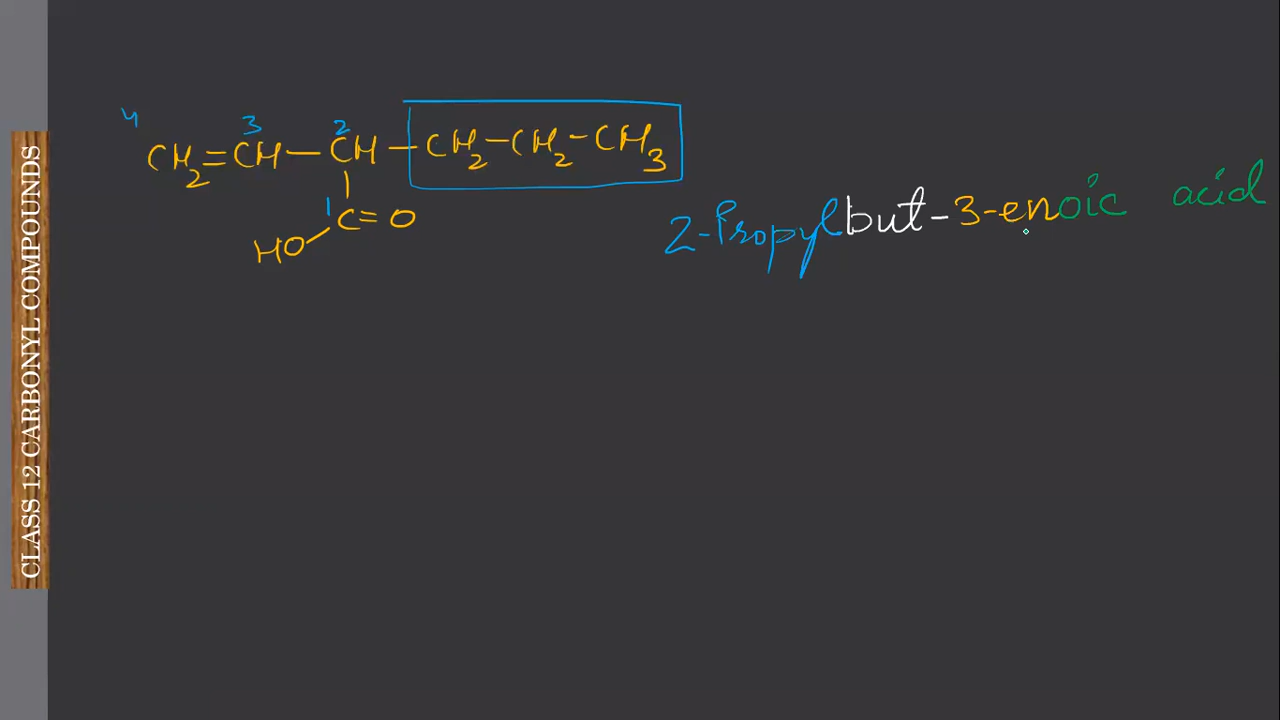 CLASS 12 CARBONYL COMPOUNDS
4 3 2
CH2=CH—CH—CH2—CH2—CH3
1
C=O
HO
2-Propylbut-3-enoic acid